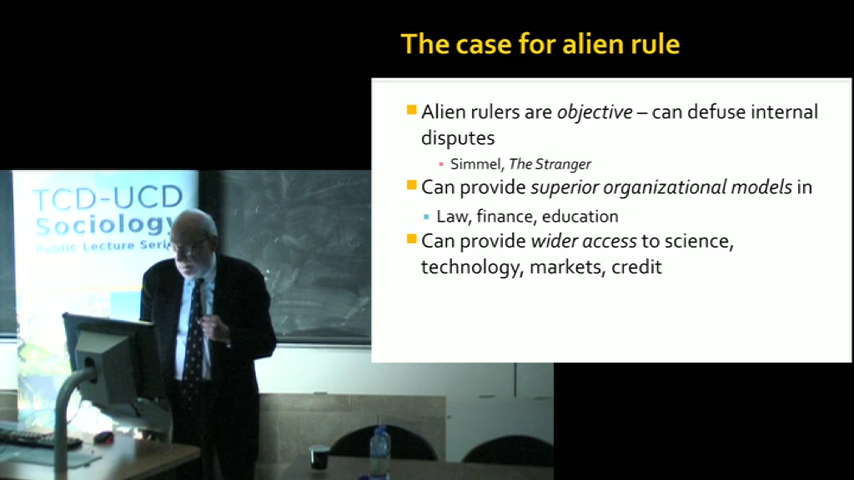 The case for alien rule
Alien rulers are objective – can defuse internal
disputes
Simmel, The Stranger
Can provide superior organizational models in
Law, finance, education
Can provide wider access to science,
technology, markets, credit
TCD-UCD
Sociology
Public Lecture Seri